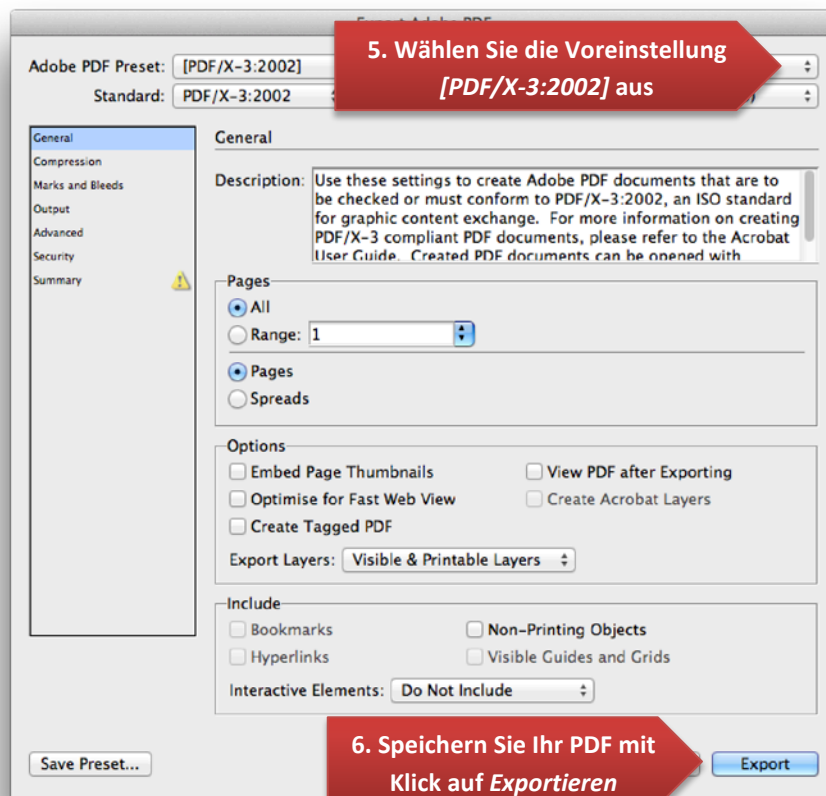 Adobe PDF Preset: [PDF/X-3:2002]
5. Wählen Sie die Voreinstellung
[PDF/X-3:2002] aus
Standard: PDF/X-3:2002
General
Compression
Marks and Bleeds
Output
Advanced
Security
Summary
General
Description: Use these settings to create Adobe PDF documents that are to
be checked or must conform to PDF/X-3:2002, an ISO standard
for graphic content exchange. For more information on creating
PDF/X-3 compliant PDF documents, please refer to the Acrobat
User Guide. Created PDF documents can be opened with
Pages
All
Range: 1
Pages
Spreads
Options
Embed Page Thumbnails View PDF after Exporting
Optimise for Fast Web View Create Acrobat Layers
Create Tagged PDF
Export Layers: Visible & Printable Layers
Include
Bookmarks Non-Printing Objects
Hyperlinks Visible Guides and Grids
Interactive Elements: Do Not Include
6. Speichern Sie Ihr PDF mit
Klick auf Exportieren
Save Preset... Export